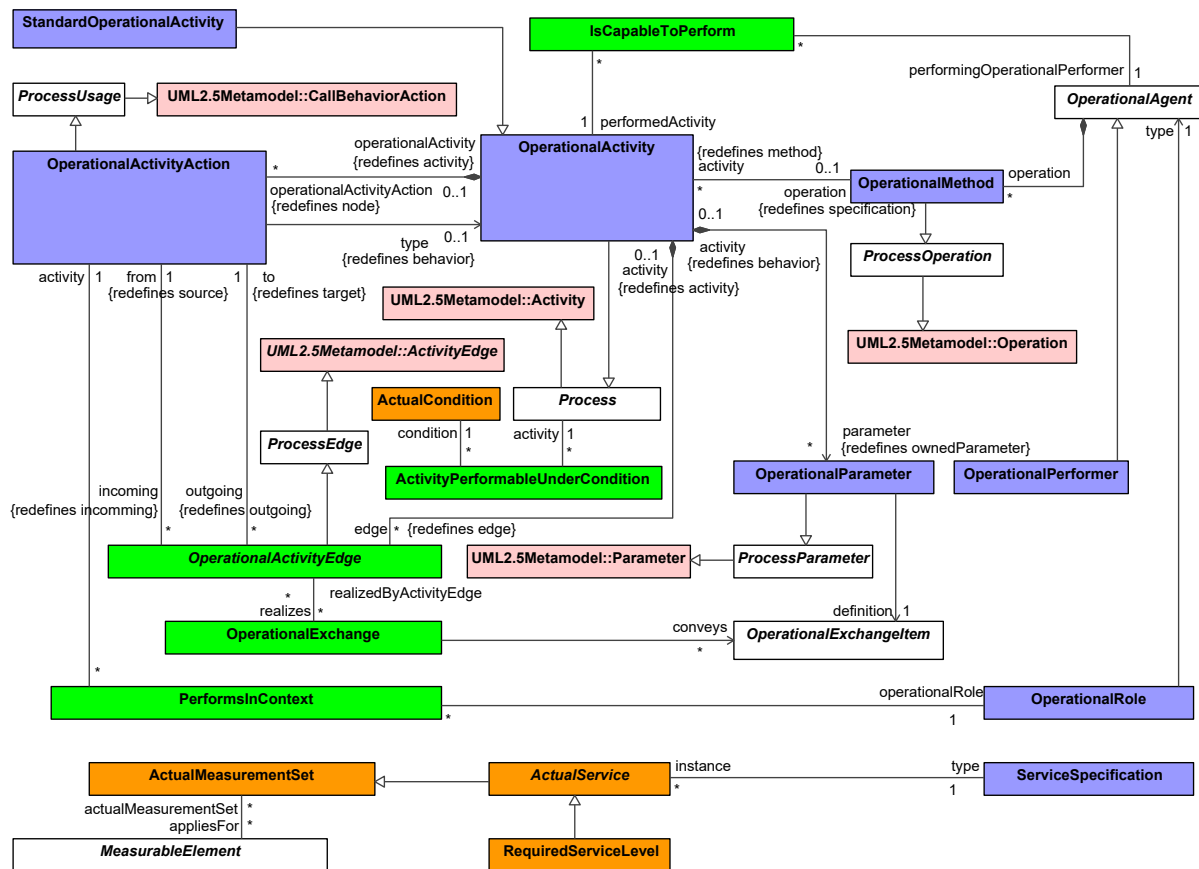 StandardOperationalActivity
IsCapableToPerform
*
*
performingOperationalPerformer
1
ProcessUsage
UML2.5Metamodel::CallBehaviorAction
OperationalAgent
1
performedActivity
type
1
OperationalActivityAction
operationalActivity
{redefines activity}
*
0..1
operationalActivityAction
{redefines node}
OperationalActivity
{redefines method}
activity
*
0..1
operation
{redefines specification}
OperationalMethod
operation
*
type
{redefines behavior}
0..1
0..1
activity
{redefines behavior}
0..1
activity
{redefines activity}
ProcessOperation
activity
1
from
1
{redefines source}
1
to
{redefines target}
UML2.5Metamodel::Activity
UML2.5Metamodel::Operation
UML2.5Metamodel::ActivityEdge
ActualCondition
Process
condition
1
*
activity
1
*
ProcessEdge
parameter
*
{redefines ownedParameter}
ActivityPerformableUnderCondition
OperationalParameter
OperationalPerformer
incoming
{redefines incomming}
*
outgoing
{redefines outgoing}
*
edge
*
{redefines edge}
OperationalActivityEdge
UML2.5Metamodel::Parameter
ProcessParameter
*
realizedByActivityEdge
realizes
*
definition
1
OperationalExchange
conveys
*
OperationalExchangeItem
*
PerformsInContext
*
operationalRole
1
OperationalRole
ActualMeasurementSet
ActualService
instance
*
type
1
ServiceSpecification
actualMeasurementSet
*
appliesFor
*
MeasurableElement
RequiredServiceLevel